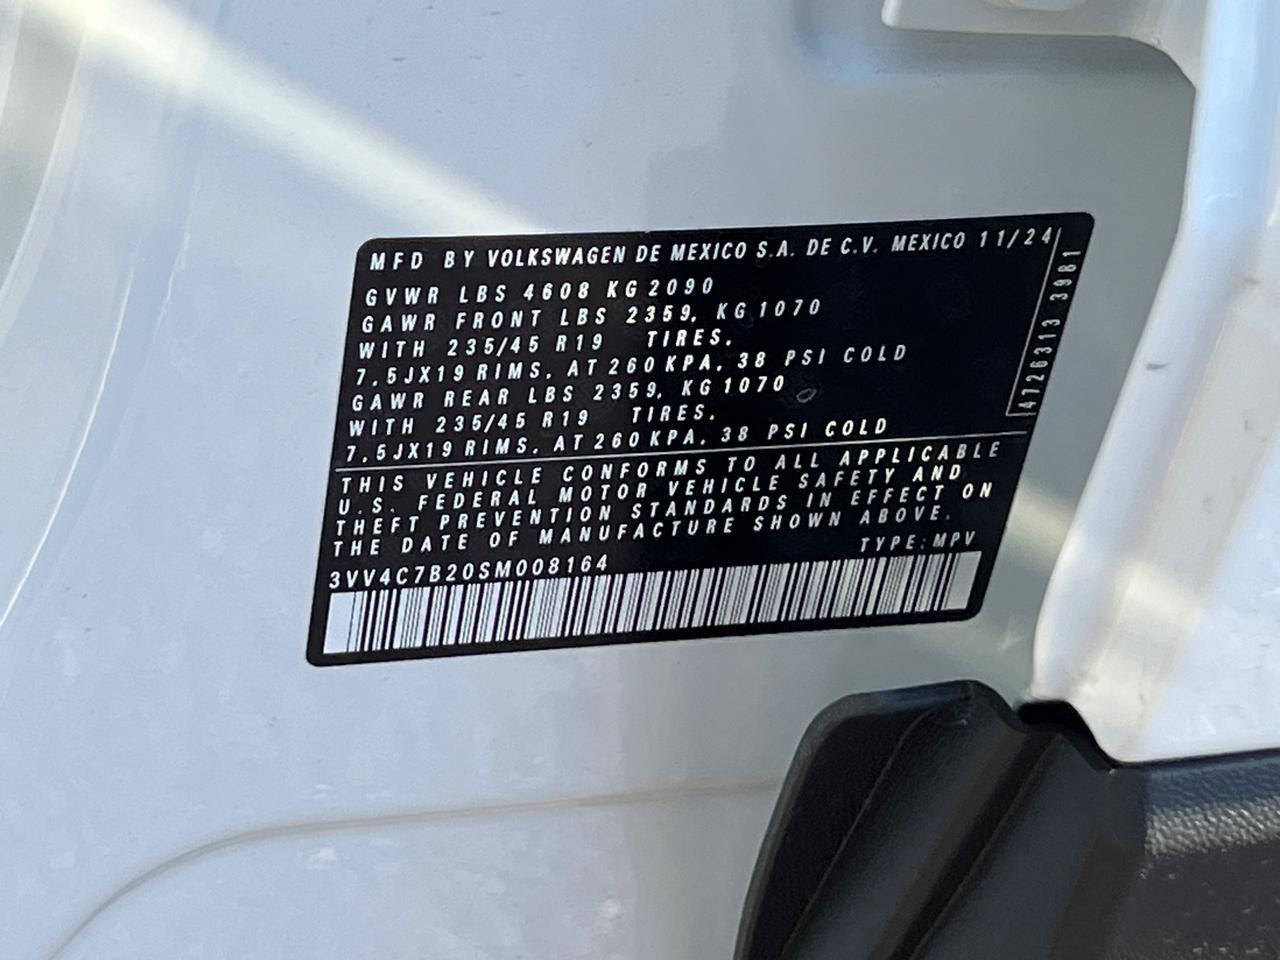 MFD BY VOLKSWAGEN DE MEXICO S.A. DE C.V. MEXICO 11/24
GVWR LBS 4608 KG 2090
GAWR FRONT LBS 2359, KG 1070
WITH 235/45 R19 TIRES,
7.5JX19 RIMS, AT 260 KPA, 38 PSI COLD
GAWR REAR LBS 2359, KG 1070
WITH 235/45 R19 TIRES,
7.5JX19 RIMS, AT 260 KPA, 38 PSI COLD
4726313 3981
THIS VEHICLE CONFORMS TO ALL APPLICABLE
U.S. FEDERAL MOTOR VEHICLE SAFETY AND
THEFT PREVENTION STANDARDS IN EFFECT ON
THE DATE OF MANUFACTURE SHOWN ABOVE.
TYPE: MPV
3VV4C7B20SM008164